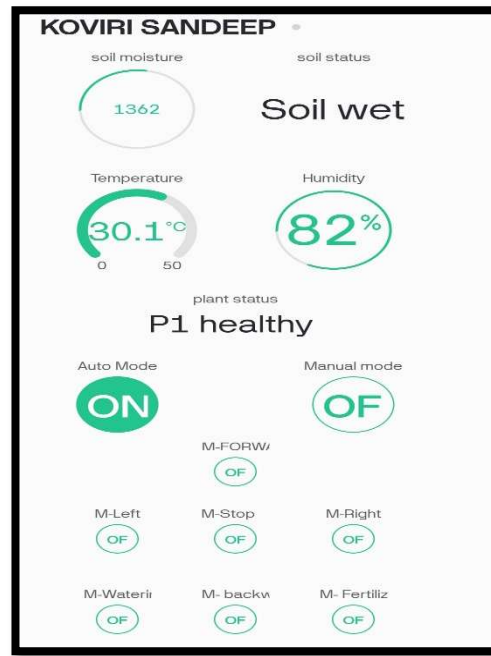 KOVIRI SANDEEP
soil moisture soil status
1362 Soil wet
Temperature Humidity
30.1°C 82%
0 50
plant status
P1 healthy
Auto Mode Manual mode
ON OF
M-FORW
OF
M-Left M-Stop M-Right
OF OF OF
M-Wateri M- backw M- Fertiliz
OF OF OF